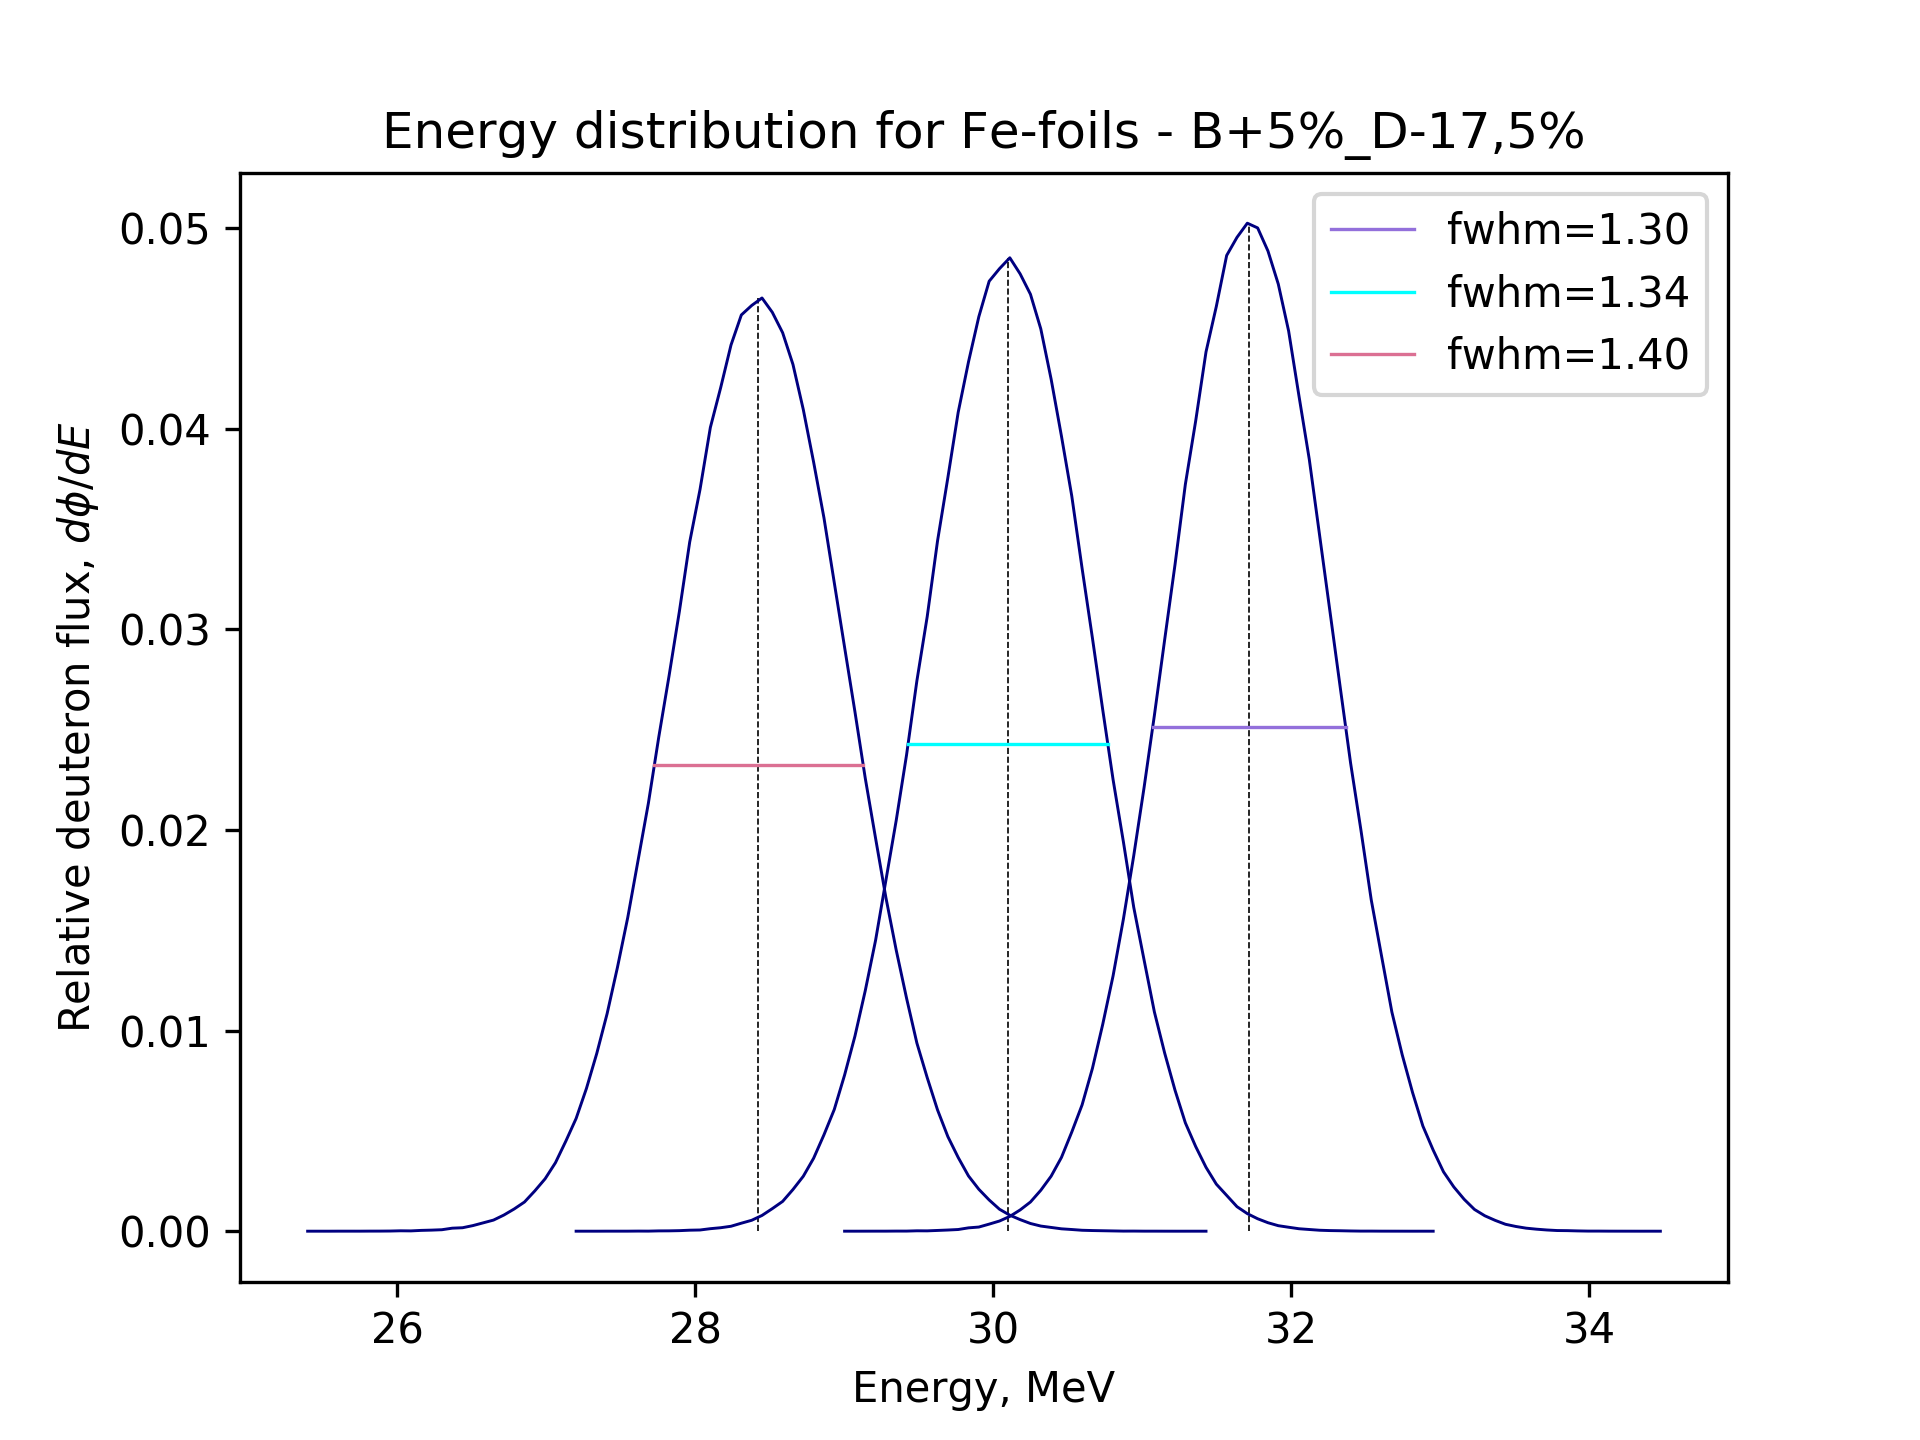 Energy distribution for Fe-foils - B+5%_D-17,5%
fwhm=1.30
fwhm=1.34
fwhm=1.40
Relative deuteron flux, dϕ/dE
0.05
0.04
0.03
0.02
0.01
0.00
26 28 30 32 34
Energy, MeV